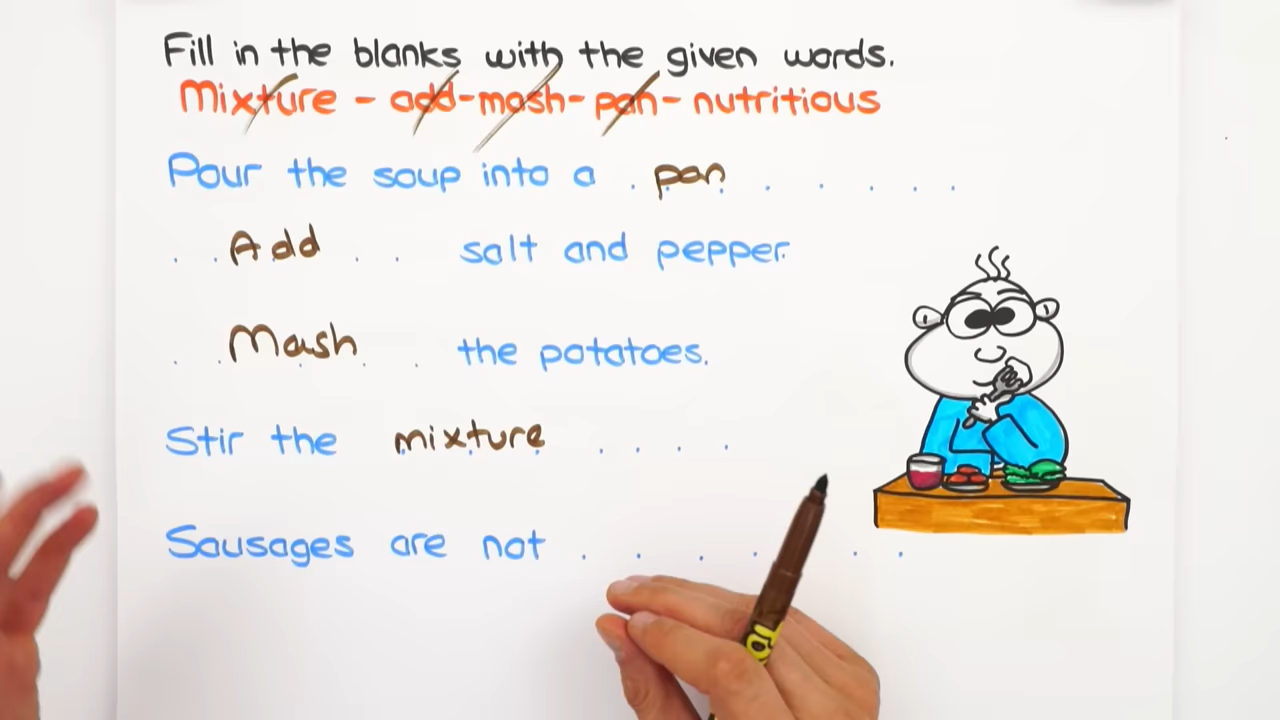 Fill in the blanks with the given words.
Mixture - add - mash - pan - nutritious
Pour the soup into a . pan . . . . .
. . Add . . salt and pepper.
. . Mash . . the potatoes.
Stir the mixture . . . .
Sausages are not . . . . . .